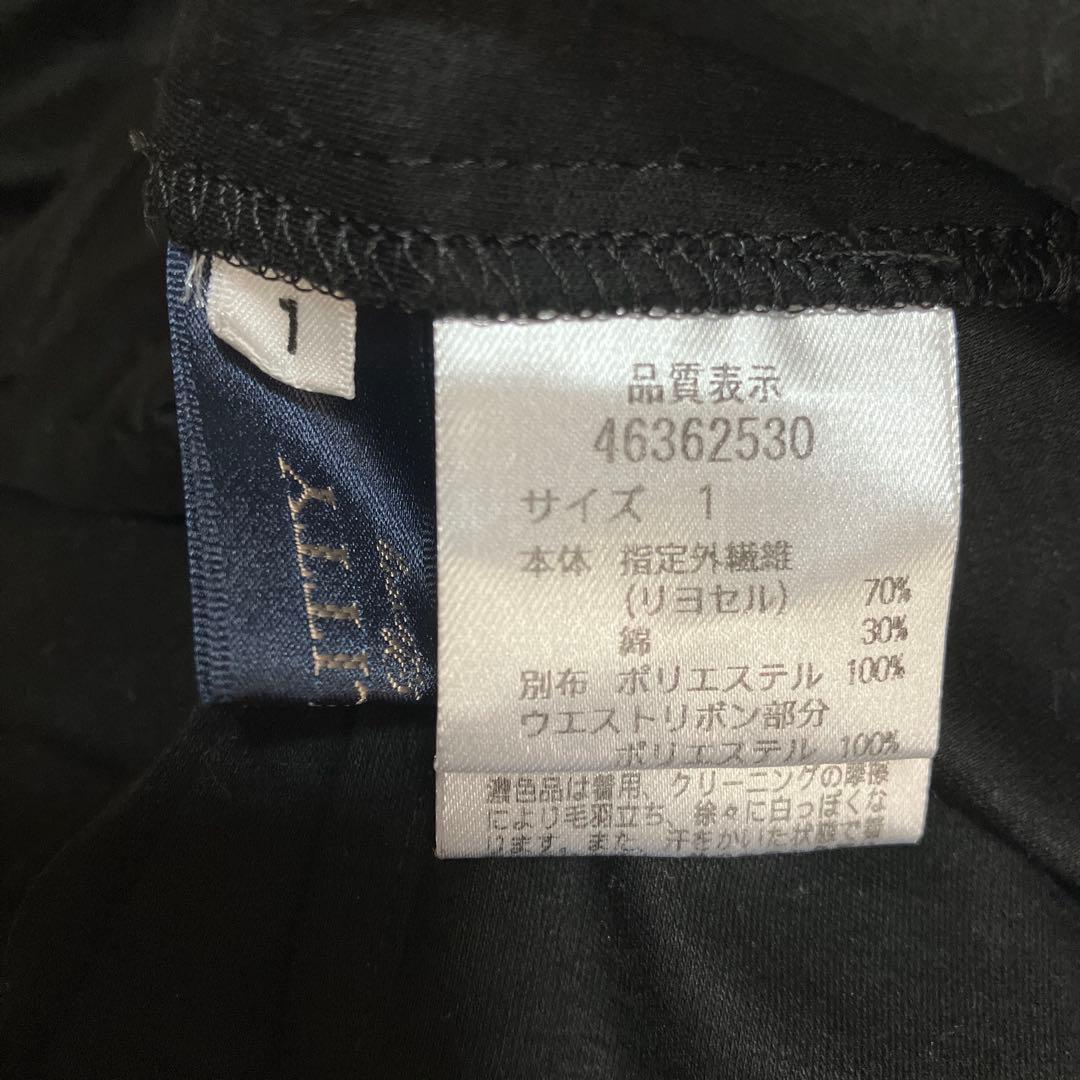 1
品質表示
46362530
サイズ 1
本体 指定外繊維
(リヨセル) 70%
綿 30%
別布 ポリエステル 100%
ウエストリボン部分
ポリエステル 100%
濃色品は着用、クリーニングの摩擦
により毛羽立ち、徐々に白っぽくな
ります。また、汗をかいた状態で着